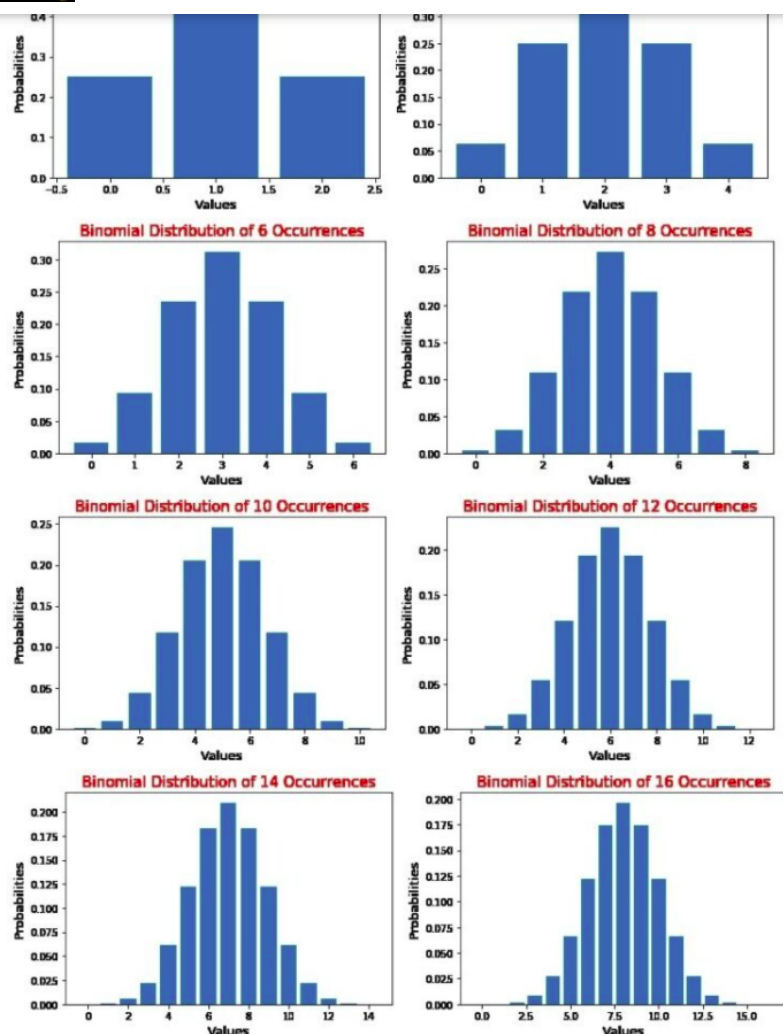 0.4
0.3
0.2
0.1
0.0
Probabilities
-0.5 0.0 0.5 1.0 1.5 2.0 2.5
Values
0.30
0.25
0.20
0.15
0.10
0.05
0.00
Probabilities
0 1 2 3 4
Values
Binomial Distribution of 6 Occurrences
0.30
0.25
0.20
0.15
0.10
0.05
0.00
Probabilities
0 1 2 3 4 5 6
Values
Binomial Distribution of 8 Occurrences
0.25
0.20
0.15
0.10
0.05
0.00
Probabilities
0 2 4 6 8
Values
Binomial Distribution of 10 Occurrences
0.25
0.20
0.15
0.10
0.05
0.00
Probabilities
0 2 4 6 8 10
Values
Binomial Distribution of 12 Occurrences
0.20
0.15
0.10
0.05
0.00
Probabilities
0 2 4 6 8 10 12
Values
Binomial Distribution of 14 Occurrences
0.200
0.175
0.150
0.125
0.100
0.075
0.050
0.025
0.000
Probabilities
0 2 4 6 8 10 12 14
Values
Binomial Distribution of 16 Occurrences
0.200
0.175
0.150
0.125
0.100
0.075
0.050
0.025
0.000
Probabilities
0.0 2.5 5.0 7.5 10.0 12.5 15.0
Values